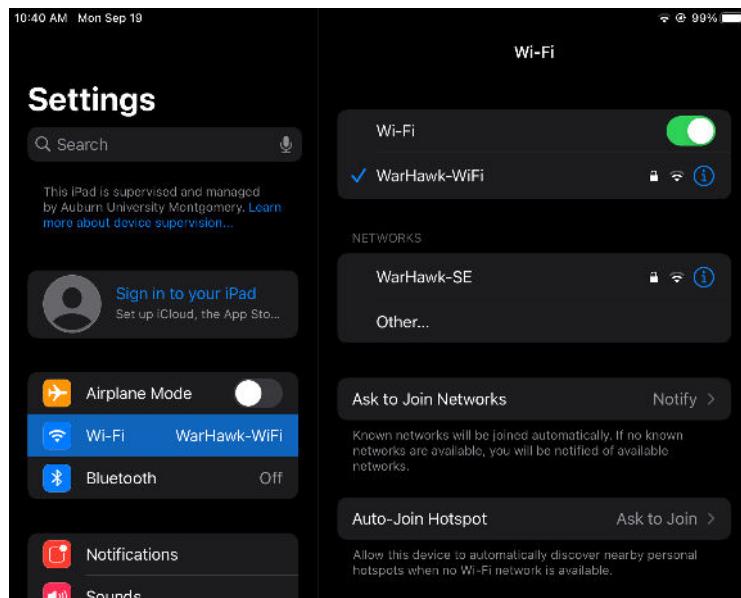 10:40 AM Mon Sep 19
99%
Settings
Search
This iPad is supervised and managed
by Auburn University Montgomery. Learn
more about device supervision...
Sign in to your iPad
Set up iCloud, the App Sto...
Airplane Mode
Wi-Fi WarHawk-WiFi
Bluetooth Off
Notifications
Sounds
Wi-Fi
Wi-Fi
WarHawk-WiFi
NETWORKS
WarHawk-SE
Other...
Ask to Join Networks Notify
Known networks will be joined automatically. If no known
networks are available, you will be notified of available
networks.
Auto-Join Hotspot Ask to Join
Allow this device to automatically discover nearby personal
hotspots when no Wi-Fi network is available.